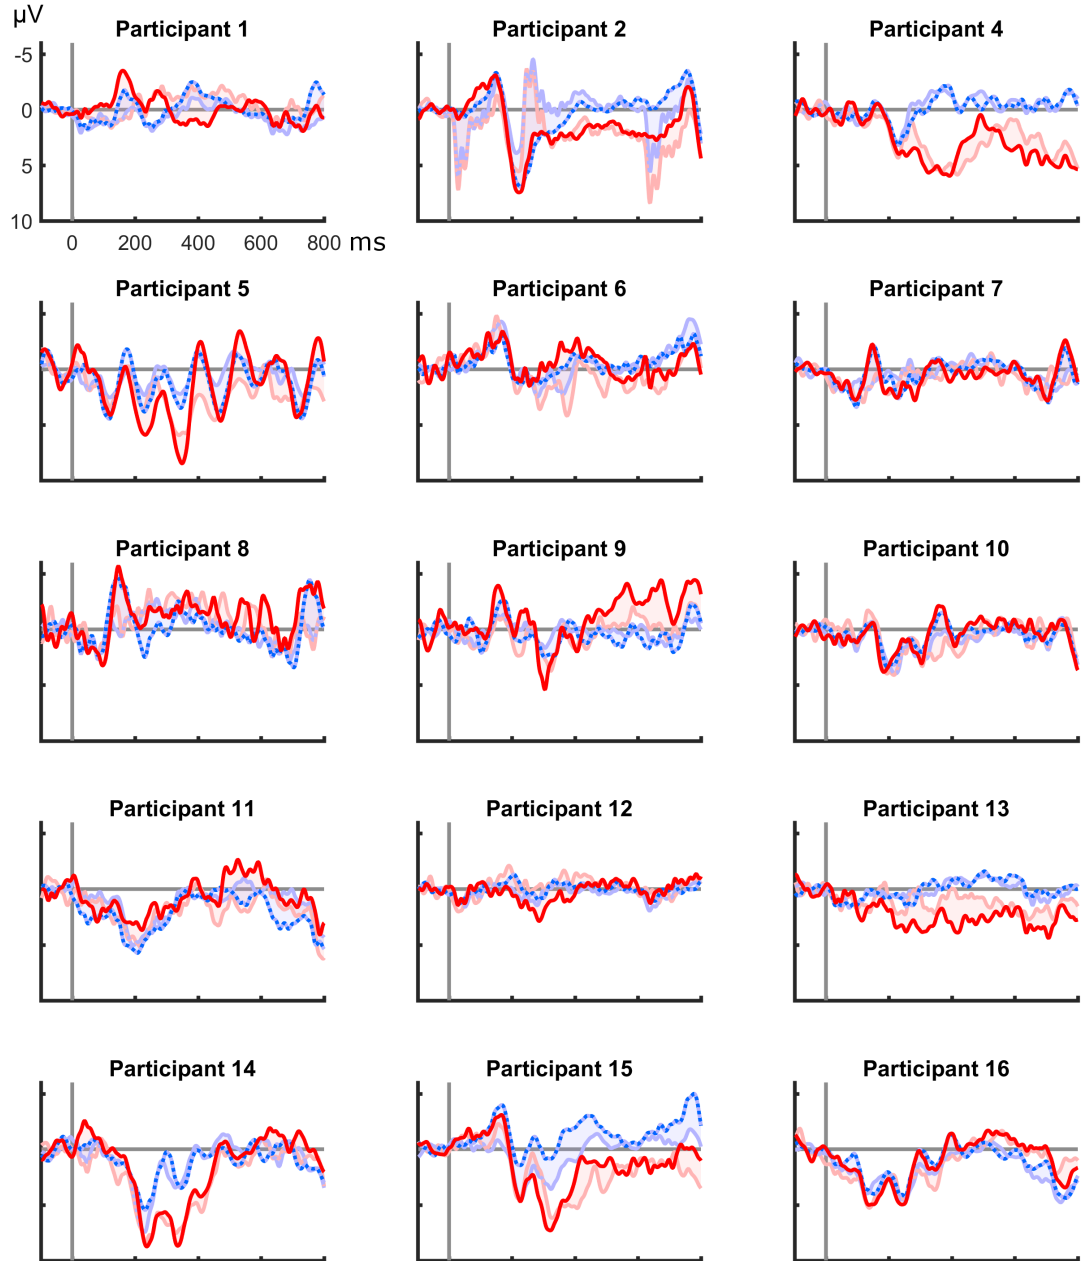 μV
Participant 1 Participant 2 Participant 4
-5
0
5
10
0 200 400 600 800 ms
Participant 5 Participant 6 Participant 7
Participant 8 Participant 9 Participant 10
Participant 11 Participant 12 Participant 13
Participant 14 Participant 15 Participant 16